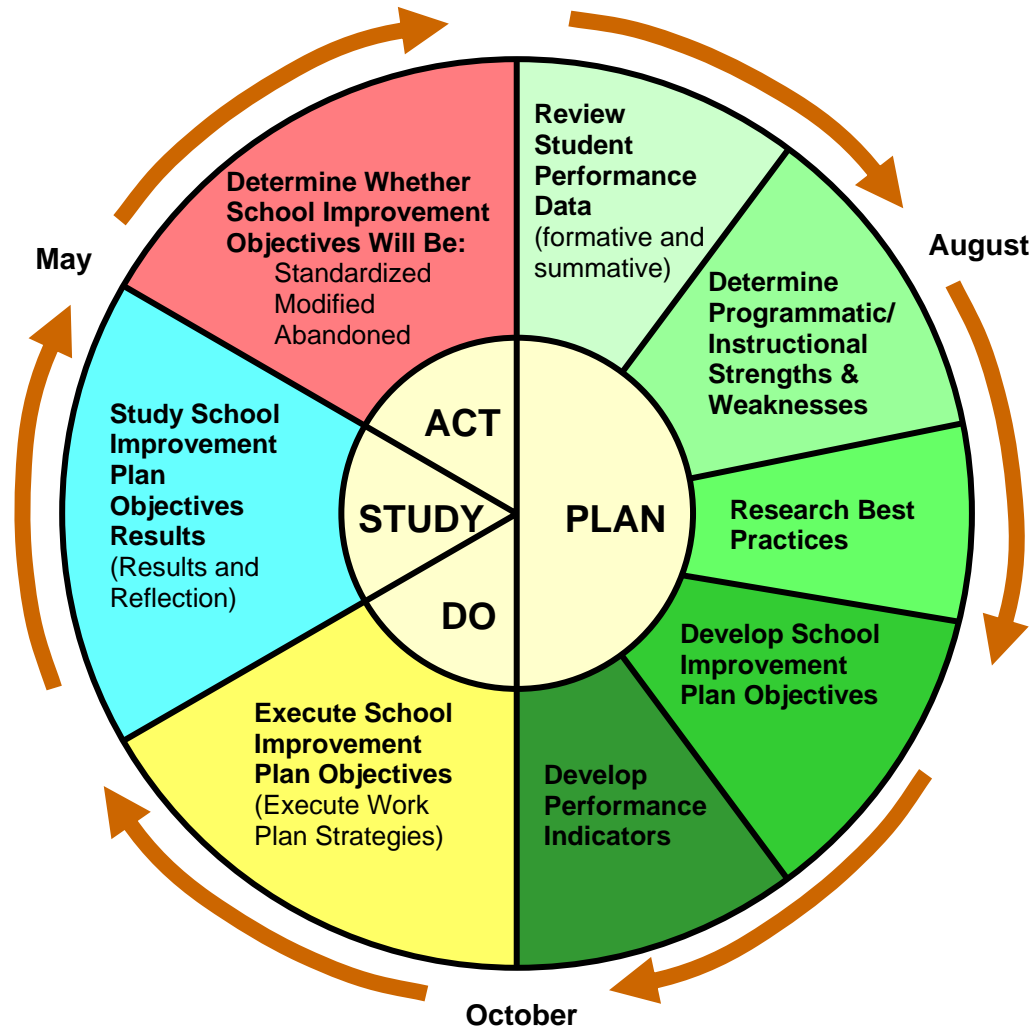 Review
Student
Performance
Data
(formative and
summative)
August
Determine
Programmatic/
Instructional
Strengths &
Weaknesses
Research Best
Practices
Develop School
Improvement
Plan Objectives
Develop
Performance
Indicators
October
Execute School
Improvement
Plan Objectives
(Execute Work
Plan Strategies)
Study School
Improvement
Plan
Objectives
Results
(Results and
Reflection)
May
Determine Whether
School Improvement
Objectives Will Be:
Standardized
Modified
Abandoned
PLAN
DO
STUDY
ACT